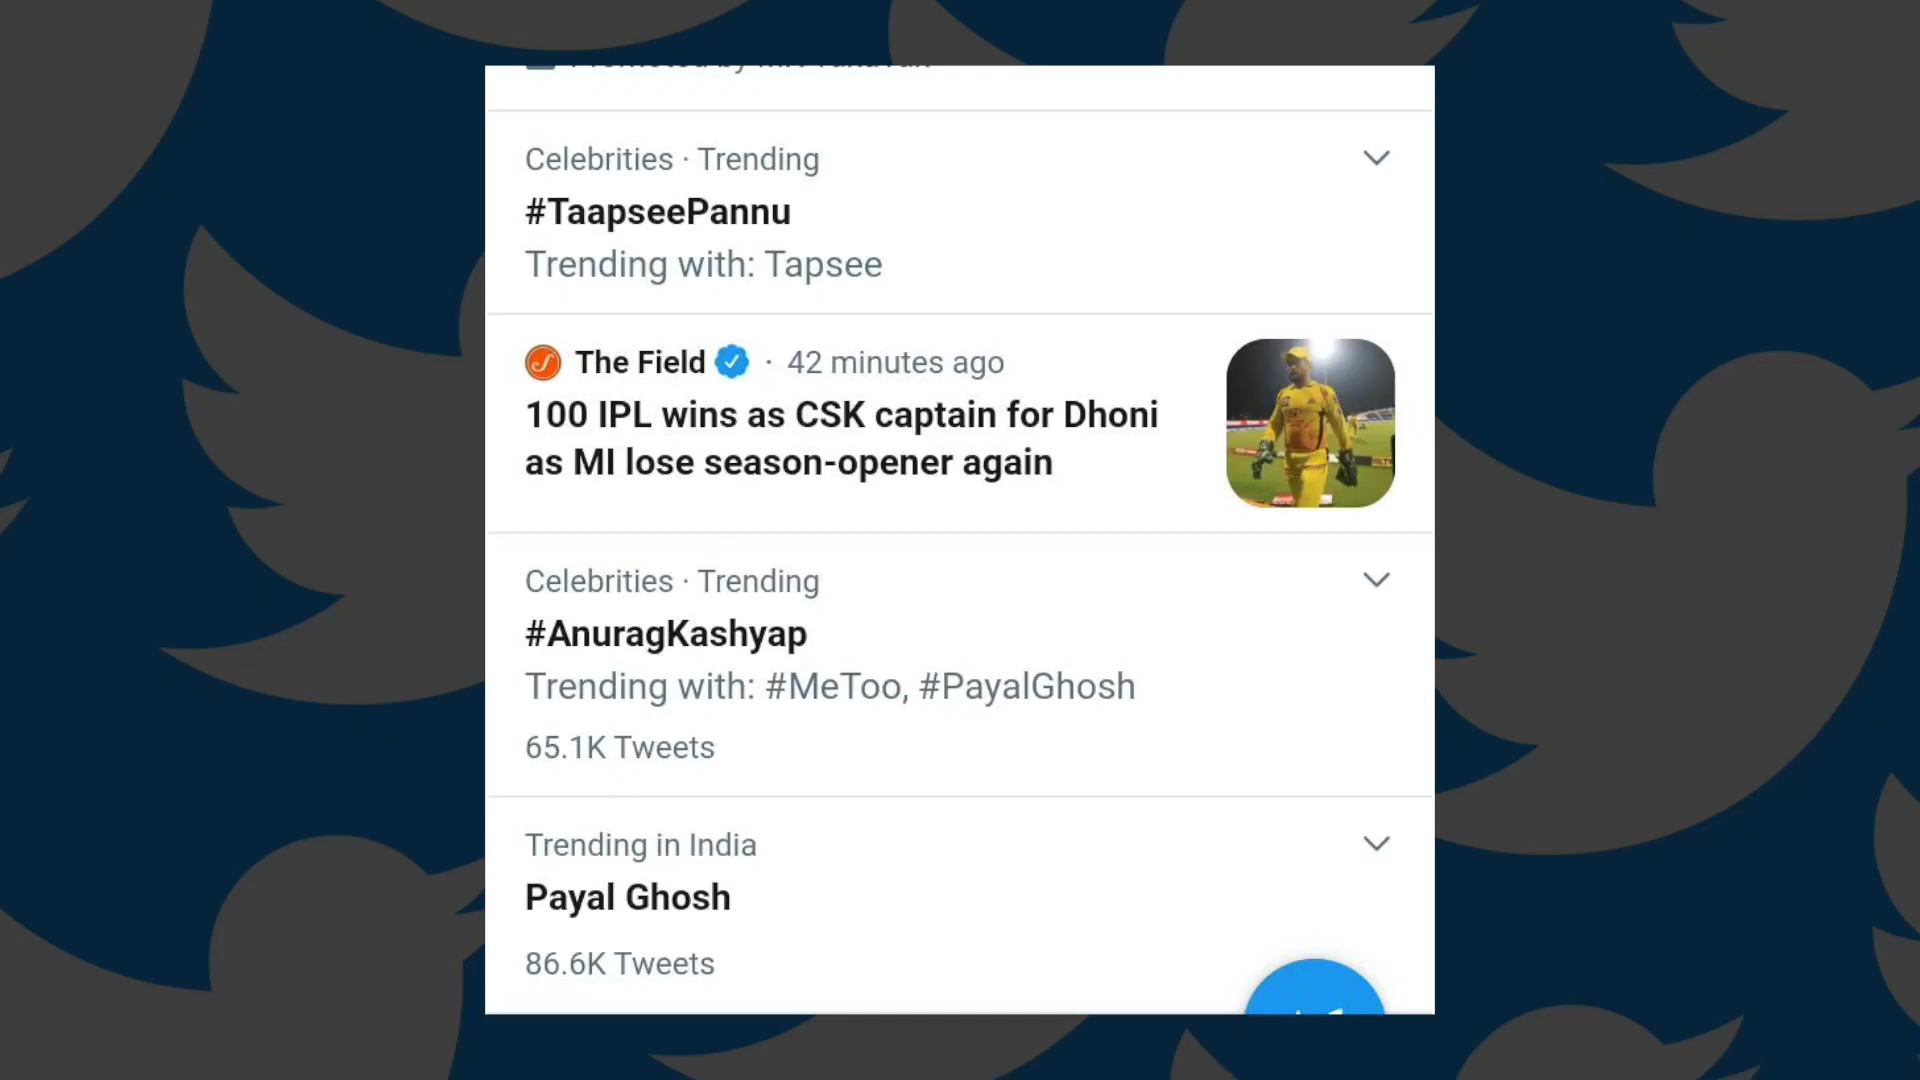 Celebrities · Trending
#TaapseePannu
Trending with: Tapsee
The Field · 42 minutes ago
100 IPL wins as CSK captain for Dhoni
as MI lose season-opener again
Celebrities · Trending
#AnuragKashyap
Trending with: #MeToo, #PayalGhosh
65.1K Tweets
Trending in India
Payal Ghosh
86.6K Tweets